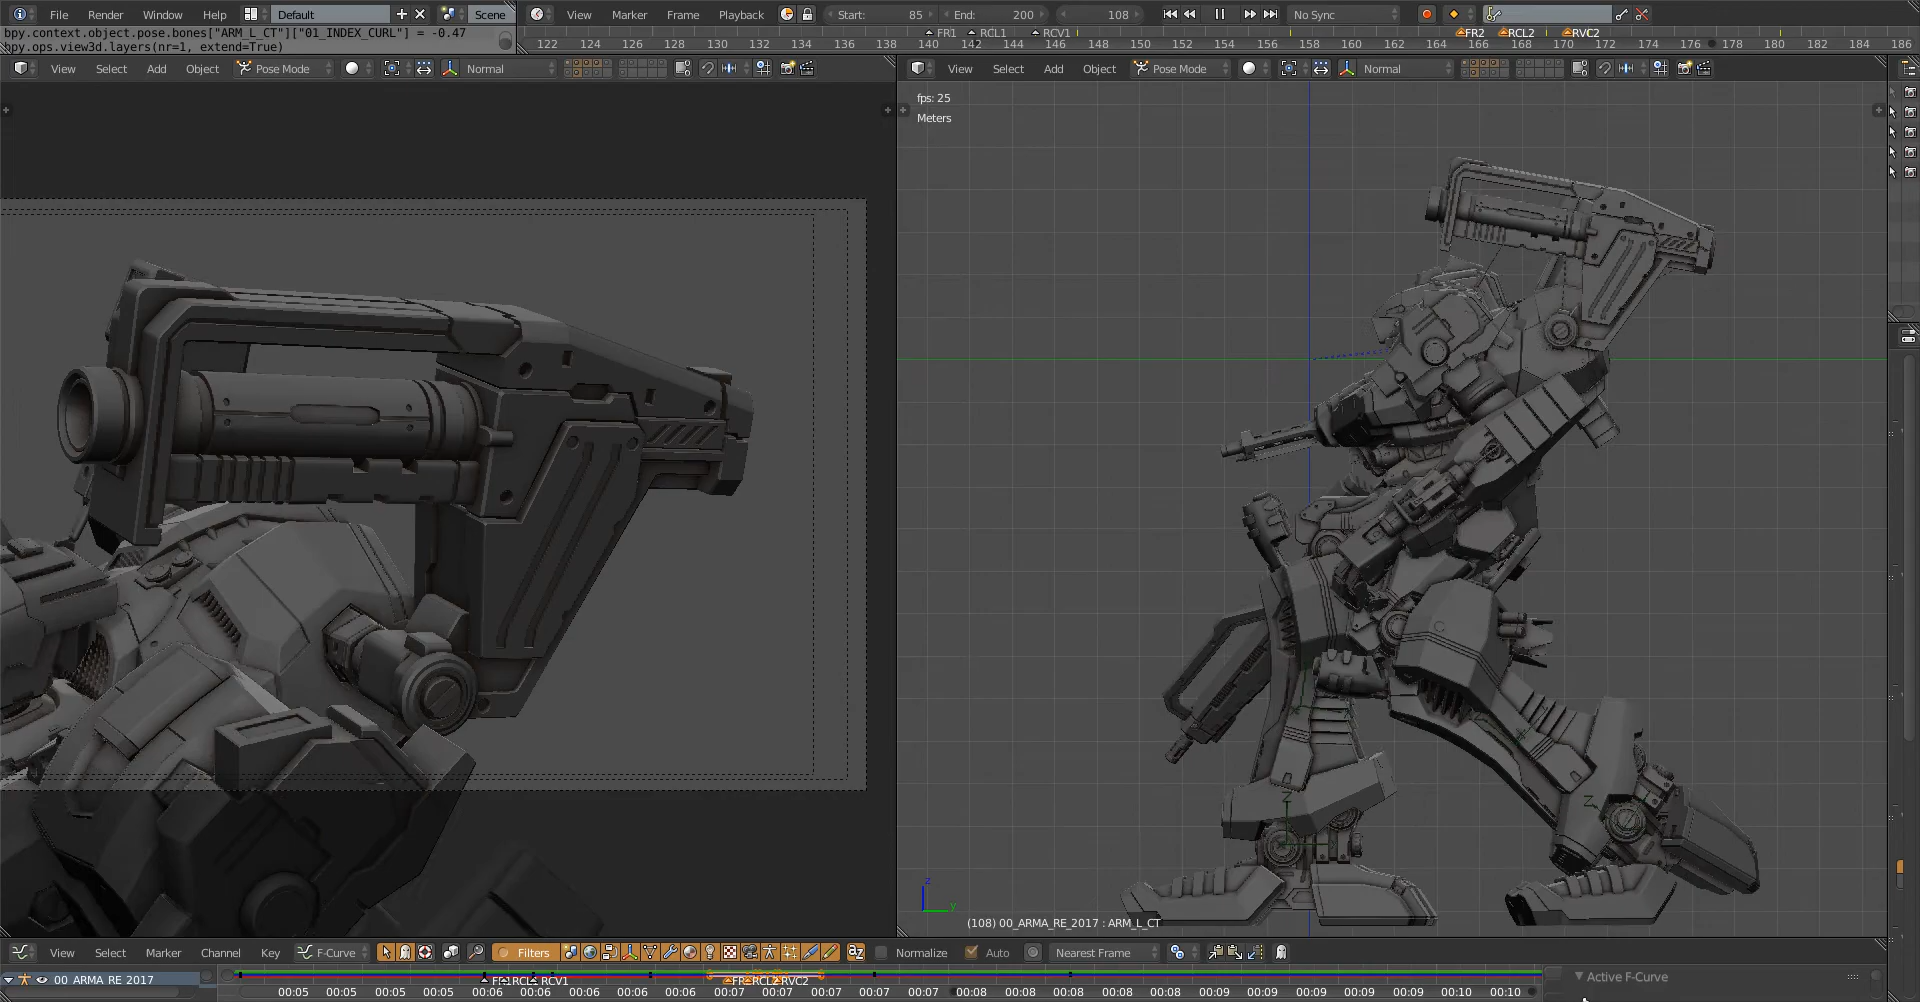 File Render Window Help Default Scene View Marker Frame Playback Start: 85 End: 200 108 No Sync
bpy.context.object.pose.bones["ARM_L_CT"]["01_INDEX_CURL"] = -0.47
bpy.ops.view3d.layers(nr=1, extend=True)
FR1 RCL1 RCV1 FR2 RCL2 RVC2
122 124 126 128 130 132 134 136 138 140 142 144 146 148 150 152 154 156 158 160 162 164 166 168 170 172 174 176 178 180 182 184 186
View Select Add Object Pose Mode Normal
View Select Add Object Pose Mode Normal
fps: 25
Meters
z
y
Z
Z
(108) 00_ARMA_RE_2017 : ARM_L_CT
View Select Marker Channel Key F-Curve Filters Normalize Auto Nearest Frame
00_ARMA_RE_2017
Active F-Curve
00:05 00:05 00:05 00:05 00:06 00:06 00:06 00:06 00:06 00:07 00:07 00:07 00:07 00:07 00:08 00:08 00:08 00:08 00:09 00:09 00:09 00:09 00:09 00:10 00:10